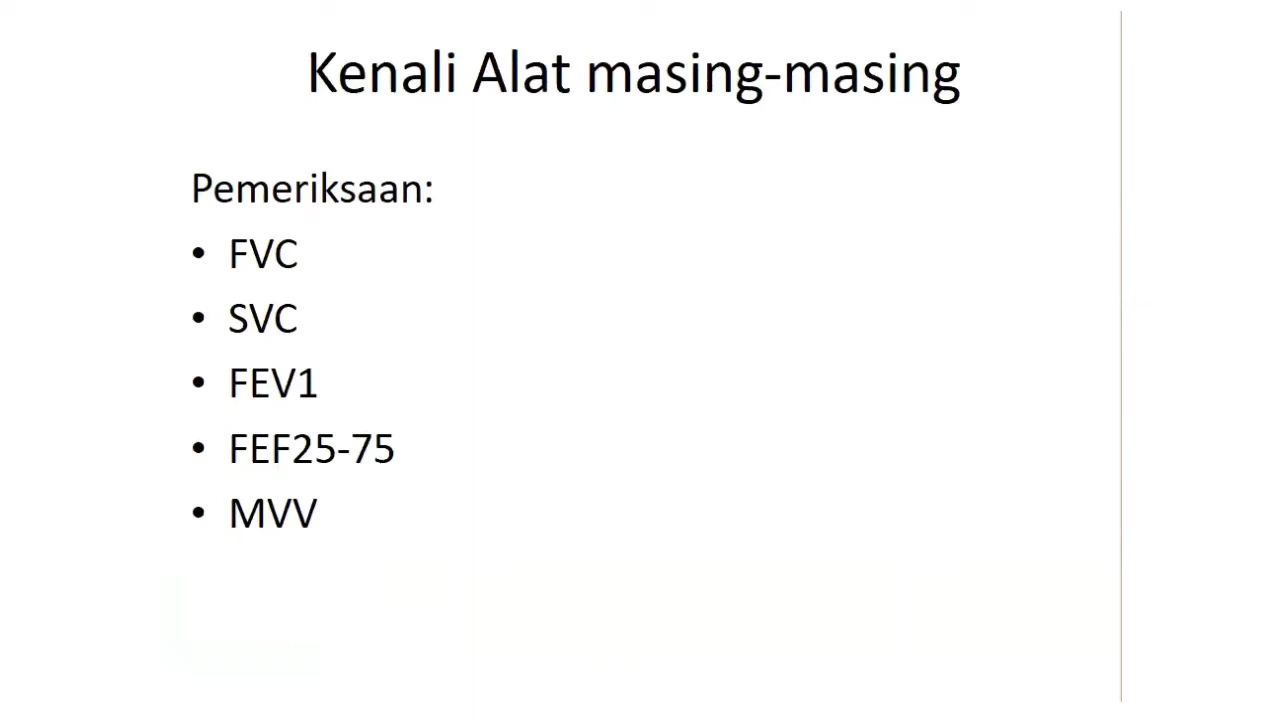 Kenali Alat masing-masing
Pemeriksaan:
• FVC
• SVC
• FEV1
• FEF25-75
• MVV